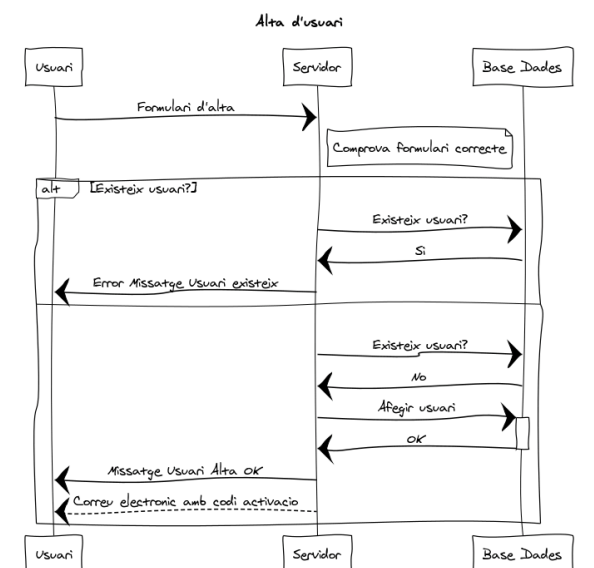 Alta d'usuari
Usuari Servidor Base Dades
Formulari d'alta
Comprova formulari correcte
alt [Existeix usuari?]
Existeix usuari?
Si
Error Missatge Usuari existeix
Existeix usuari?
No
Afegir usuari
OK
Missatge Usuari Alta OK
Correu electronic amb codi activacio
Usuari Servidor Base Dades